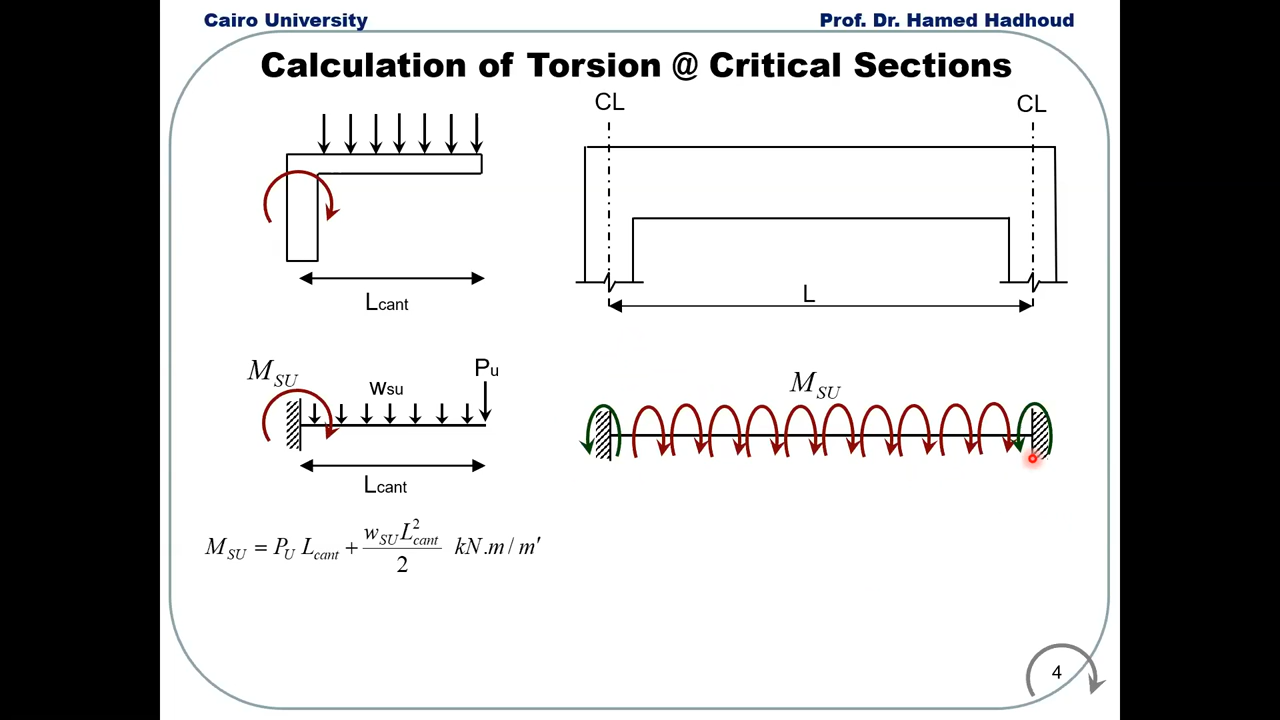 Cairo University
Prof. Dr. Hamed Hadhoud
Calculation of Torsion @ Critical Sections
CL
CL
Lcant
L
MSU
wsu
Pu
MSU
Lcant
MSU = PU Lcant + wSU L²cant / 2 kN.m / m'
4